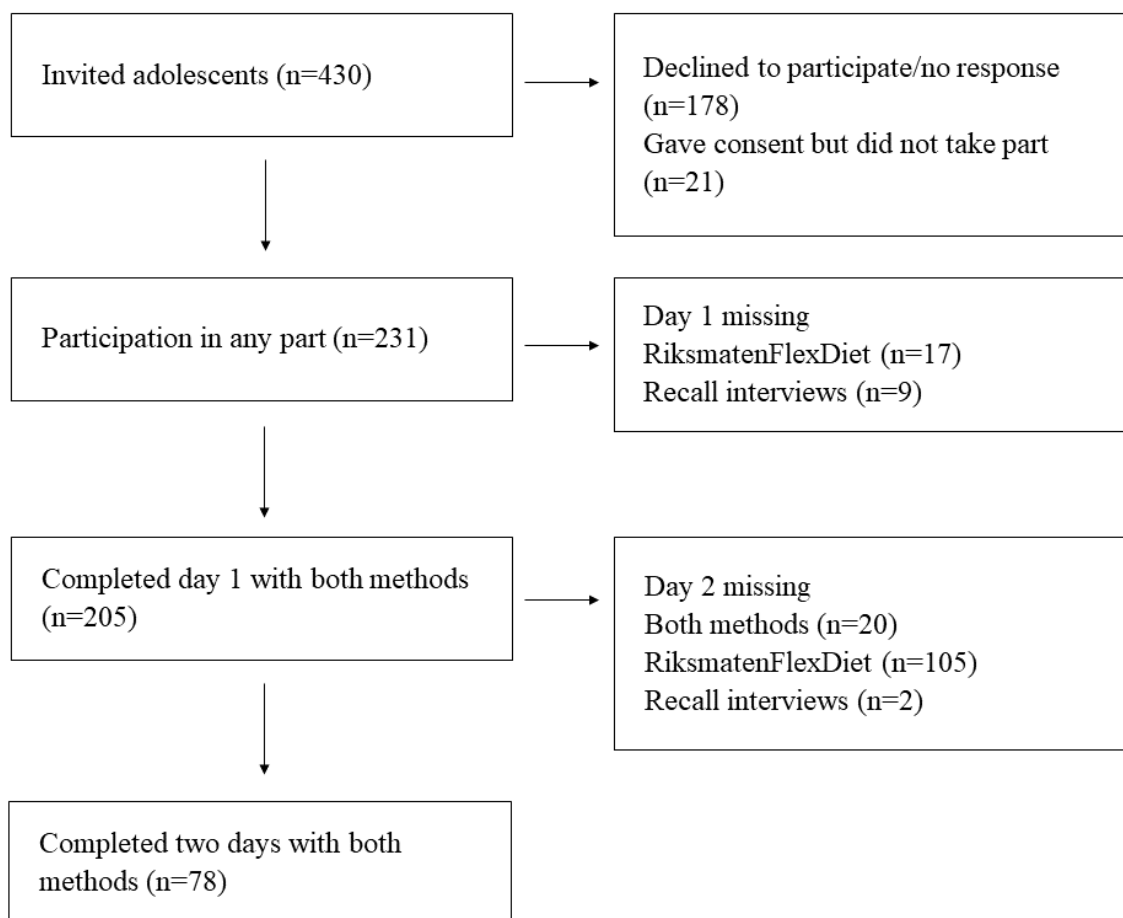 Invited adolescents (n=430)
Declined to participate/no response
(n=178)
Gave consent but did not take part
(n=21)
Participation in any part (n=231)
Day 1 missing
RiksmatenFlexDiet (n=17)
Recall interviews (n=9)
Completed day 1 with both methods
(n=205)
Day 2 missing
Both methods (n=20)
RiksmatenFlexDiet (n=105)
Recall interviews (n=2)
Completed two days with both
methods (n=78)